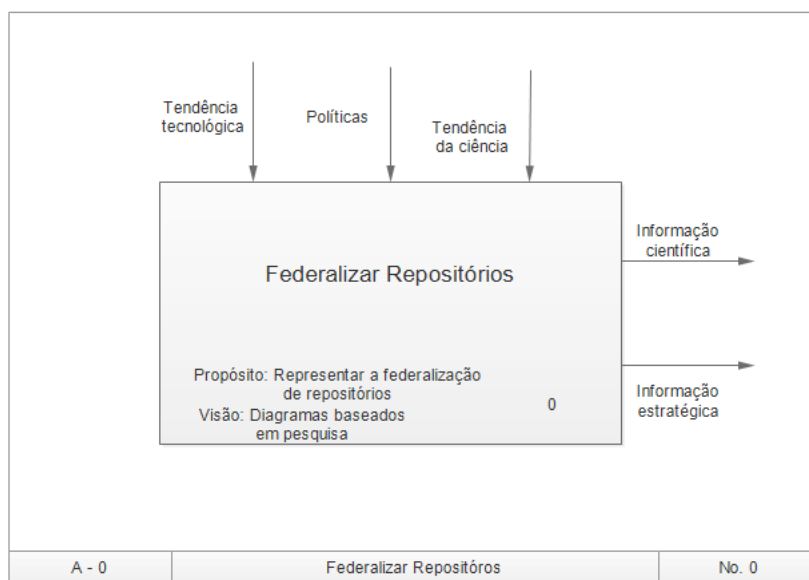 Tendência
tecnológica
Políticas
Tendência
da ciência
Informação
científica
Federalizar Repositórios
Propósito: Representar a federalização
de repositórios
Visão: Diagramas baseados
em pesquisa
0
Informação
estratégica
A - 0
Federalizar Repositóros
No. 0